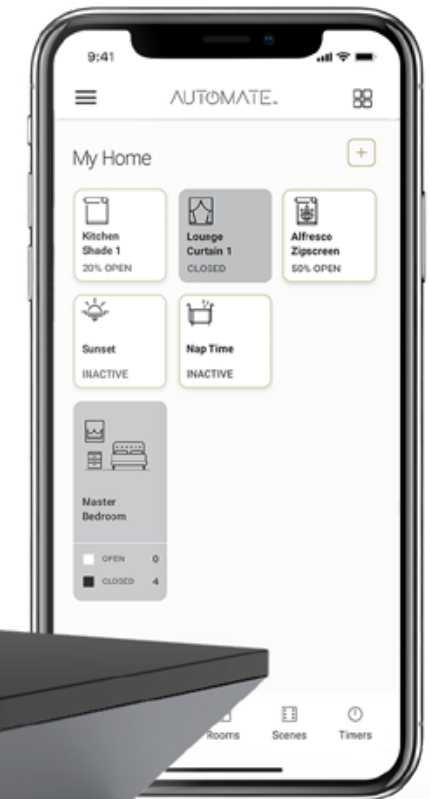 9:41
AUTOMATE™
My Home
Kitchen
Shade 1
20% OPEN
Lounge
Curtain 1
CLOSED
Alfresco
Zipscreen
50% OPEN
Sunset
INACTIVE
Nap Time
INACTIVE
Master
Bedroom
OPEN 0
CLOSED 4
Rooms
Scenes
Timers